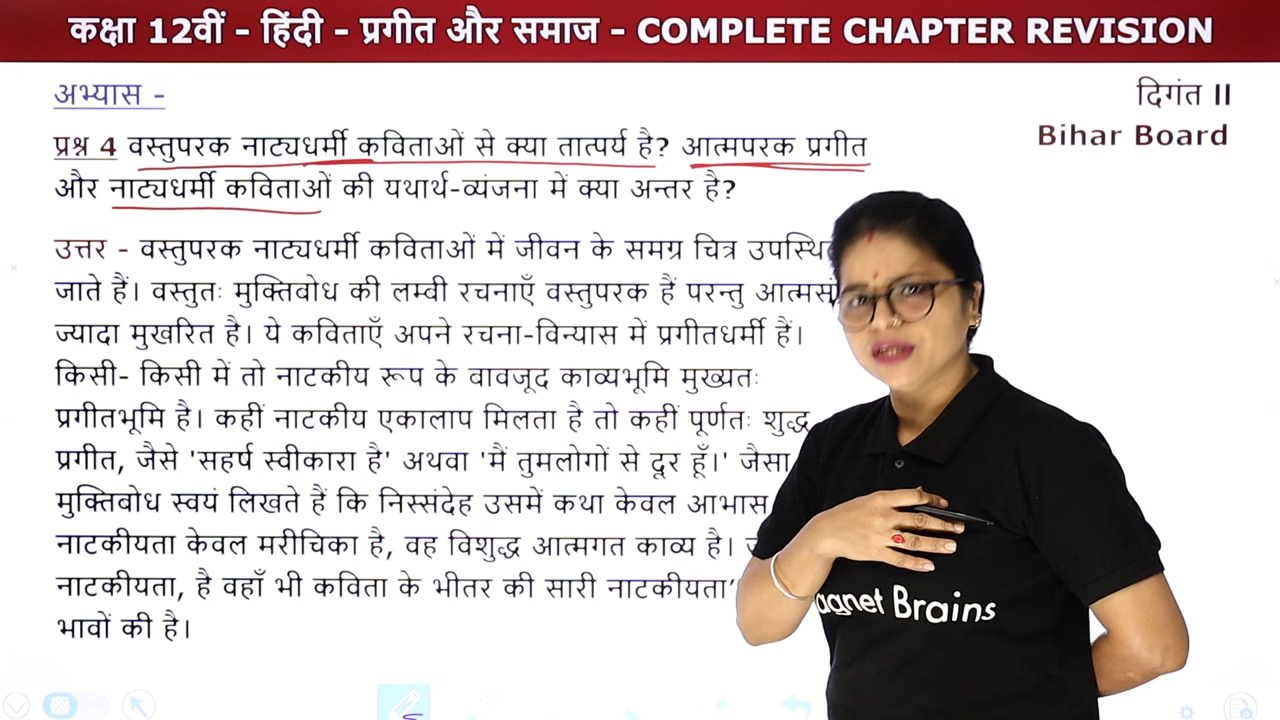 कक्षा 12वीं - हिंदी - प्रगीत और समाज - COMPLETE CHAPTER REVISION
अभ्यास -
दिगंत II
Bihar Board
प्रश्न 4 वस्तुपरक नाट्यधर्मी कविताओं से क्या तात्पर्य है? आत्मपरक प्रगीत
और नाट्यधर्मी कविताओं की यथार्थ-व्यंजना में क्या अन्तर है?
उत्तर - वस्तुपरक नाट्यधर्मी कविताओं में जीवन के समग्र चित्र
जाते हैं। वस्तुतः मुक्तिबोध की लम्बी रचनाएँ वस्तुपरक हैं परन्तु
ज्यादा मुखरित है। ये कविताएँ अपने रचना-विन्यास में प्रगीतधर्मी हैं।
किसी- किसी में तो नाटकीय रूप के बावजूद काव्यभूमि मुख्यतः
प्रगीतभूमि है। कहीं नाटकीय एकालाप मिलता है तो कहीं पूर्णतः शुद्ध
प्रगीत, जैसे 'सहर्ष स्वीकारा है' अथवा 'मैं तुमलोगों से दूर हूँ।' जैसा
मुक्तिबोध स्वयं लिखते हैं कि निस्संदेह उसमें कथा केवल आभास
नाटकीयता केवल मरीचिका है, वह विशुद्ध आत्मगत काव्य है।
नाटकीयता, है वहाँ भी कविता के भीतर की सारी नाटकीयता
भावों की है।
agnet Brains